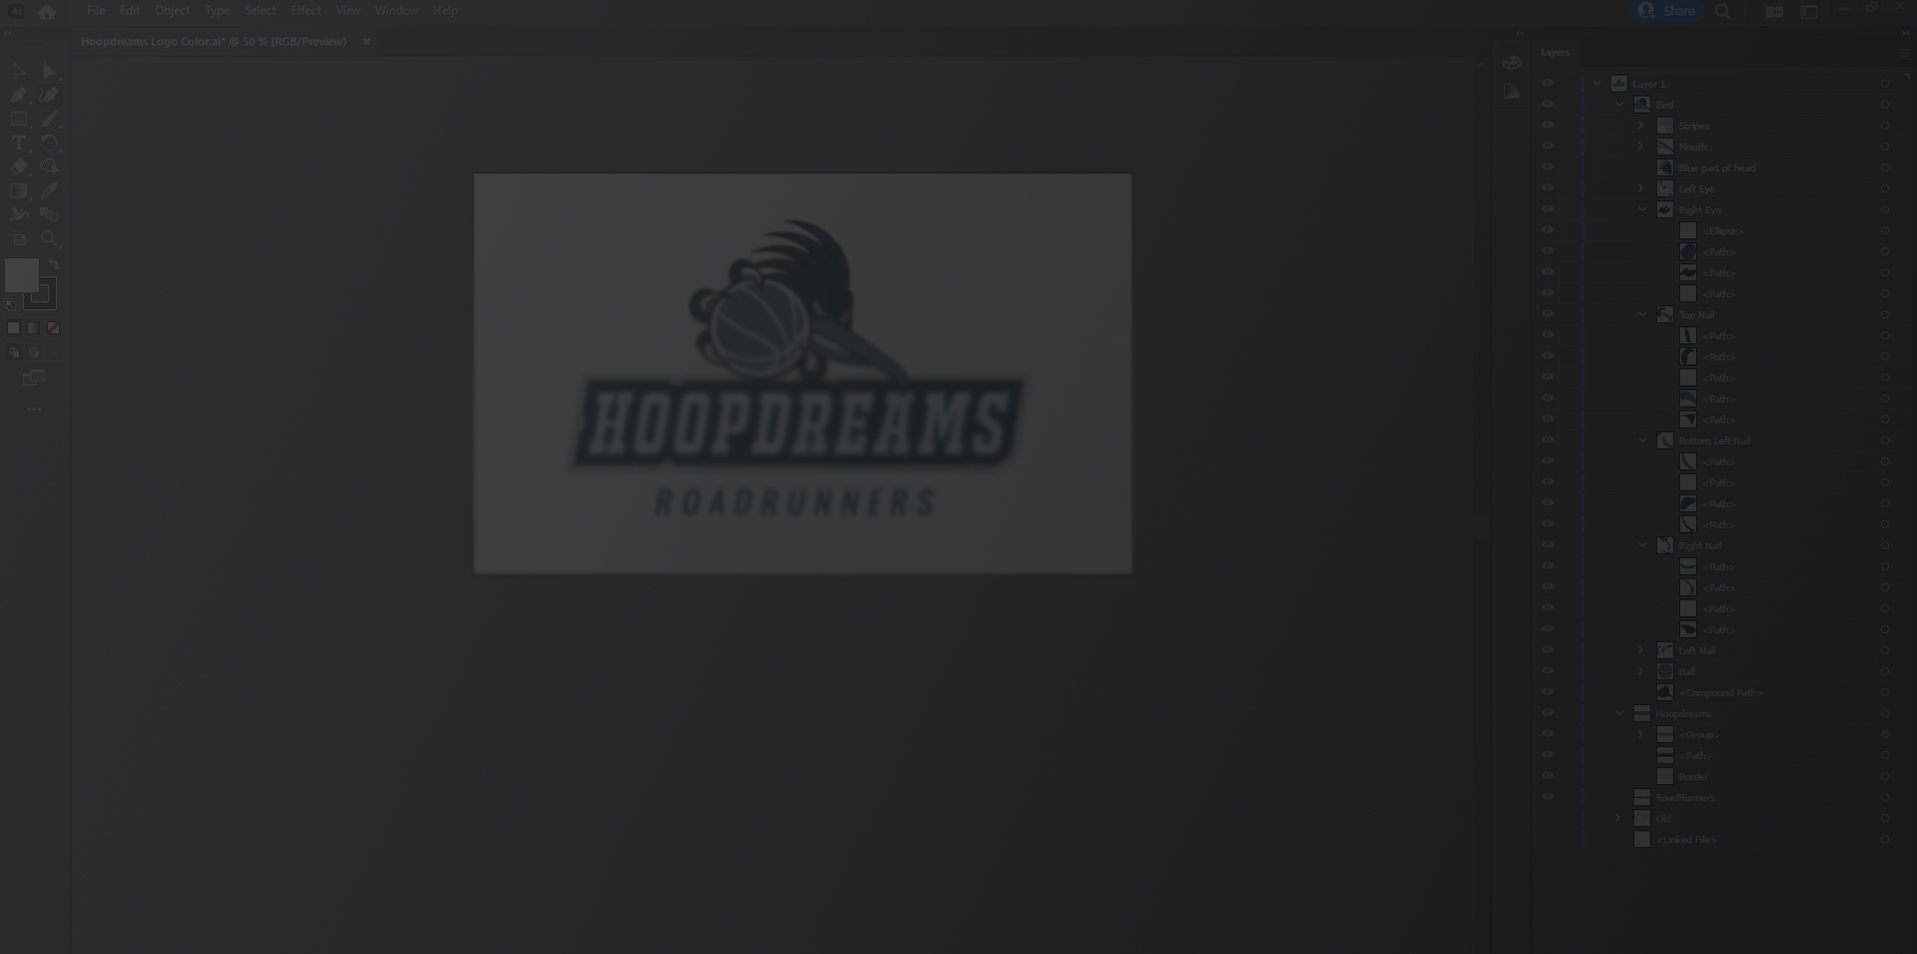 Ai File Edit Object Type Select Effect View Window Help Share
Hoopdreams Logo Color.ai* @ 50 % (RGB/Preview) ×
Layers
Layer 1
Bird
Stripes
Mouth
Blue part of head
Left Eye
Right Eye
<Ellipse>
<Path>
<Path>
<Path>
Top Nail
<Path>
<Path>
<Path>
<Path>
<Path>
Bottom Left Nail
<Path>
<Path>
<Path>
<Path>
Right Nail
<Path>
<Path>
<Path>
<Path>
Left Nail
Ball
<Compound Path>
Hoopdreams
<Group>
<Path>
Border
RoadRunners
Old
<Linked File>
HOOPDREAMS
ROADRUNNERS